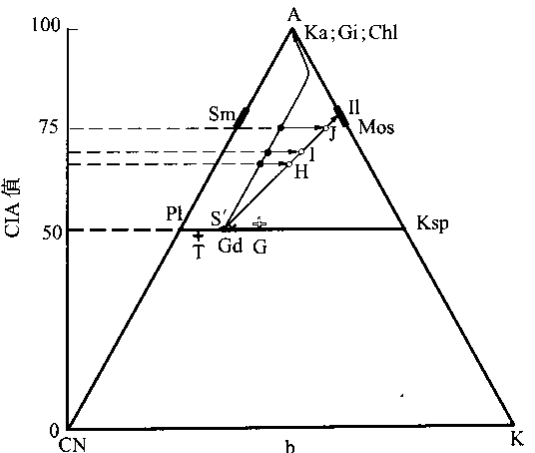 A
100
Ka;Gi;Chl
Sm
Il
75
J
Mos
I
H
CIA 值
Pl
S′
Ksp
50
T
Gd
G
0
CN
b
K